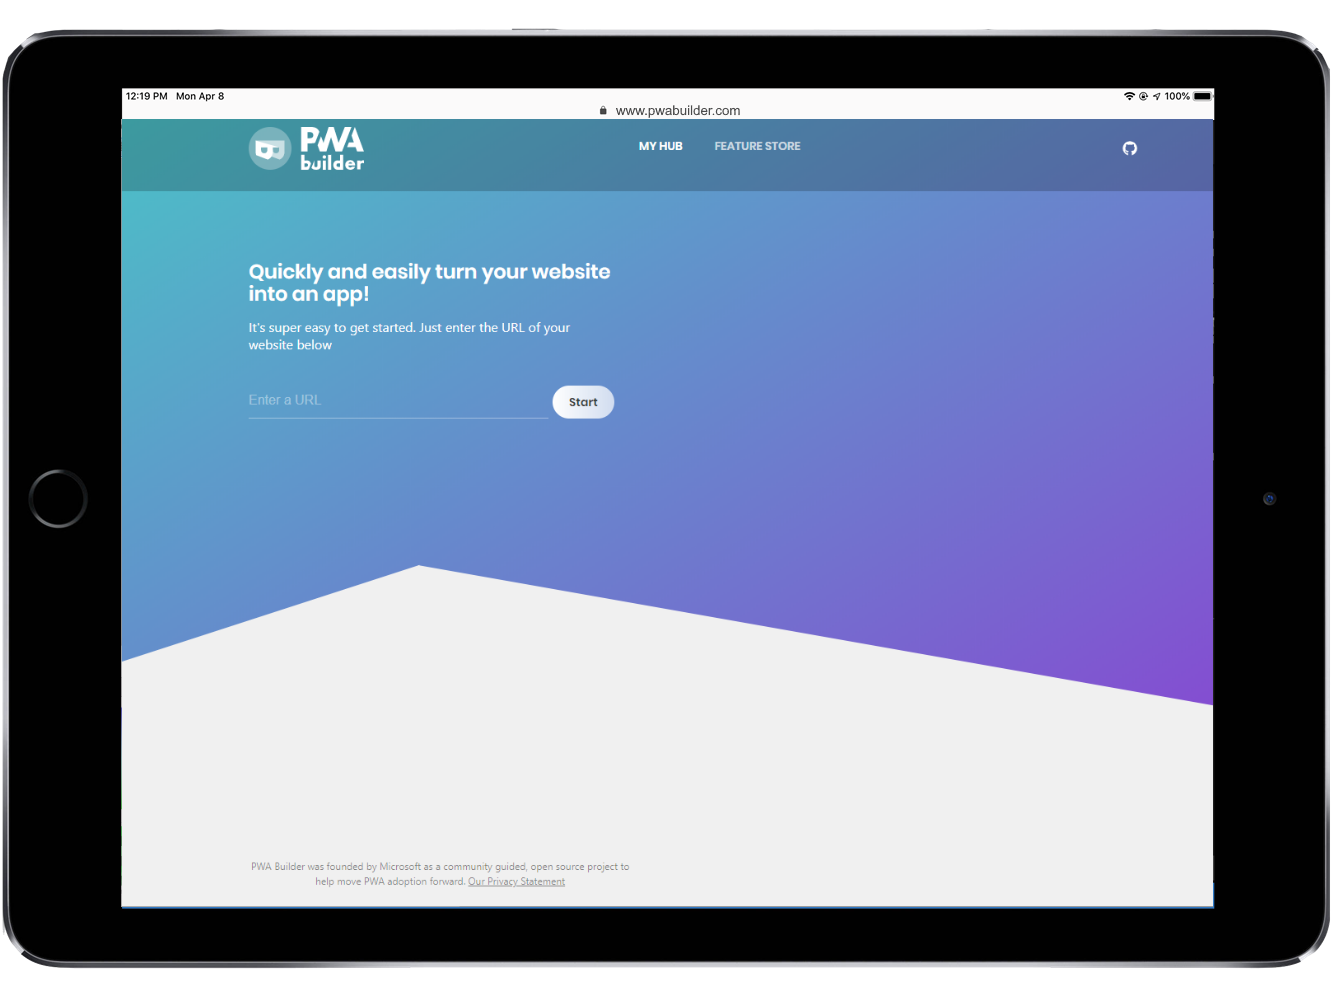 12:19 PM Mon Apr 8
100%
www.pwabuilder.com
PWA
builder
MY HUB
FEATURE STORE
Quickly and easily turn your website
into an app!
It's super easy to get started. Just enter the URL of your
website below
Enter a URL
Start
PWA Builder was founded by Microsoft as a community guided, open source project to
help move PWA adoption forward. Our Privacy Statement